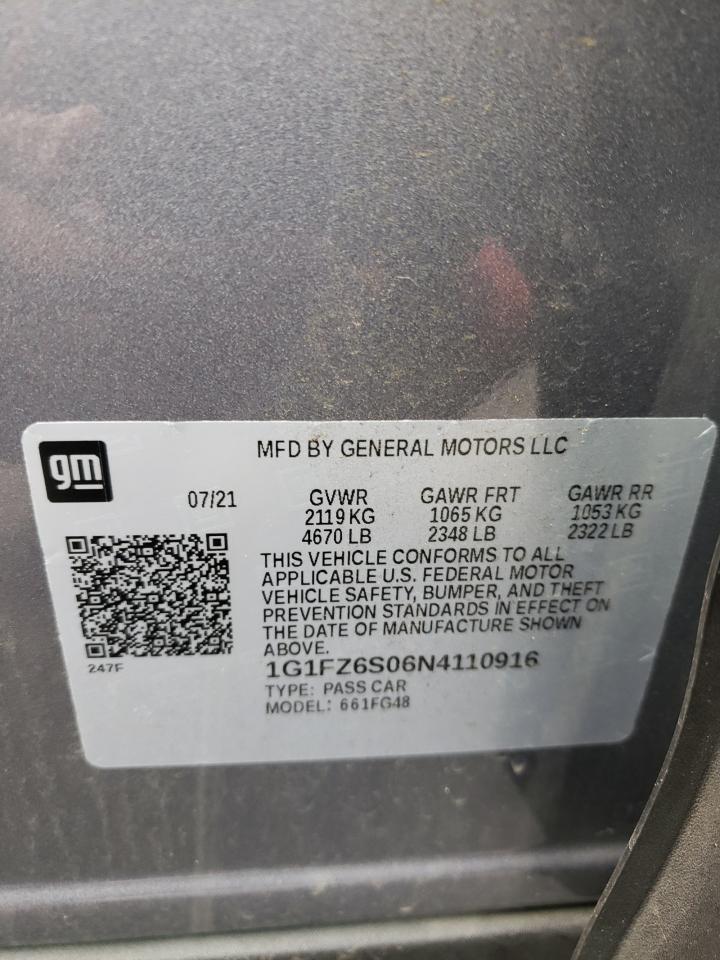 gm
MFD BY GENERAL MOTORS LLC
07/21
GVWR GAWR FRT GAWR RR
2119 KG 1065 KG 1053 KG
4670 LB 2348 LB 2322 LB
THIS VEHICLE CONFORMS TO ALL
APPLICABLE U.S. FEDERAL MOTOR
VEHICLE SAFETY, BUMPER, AND THEFT
PREVENTION STANDARDS IN EFFECT ON
THE DATE OF MANUFACTURE SHOWN
ABOVE.
247F
1G1FZ6S06N4110916
TYPE: PASS CAR
MODEL: 661FG48